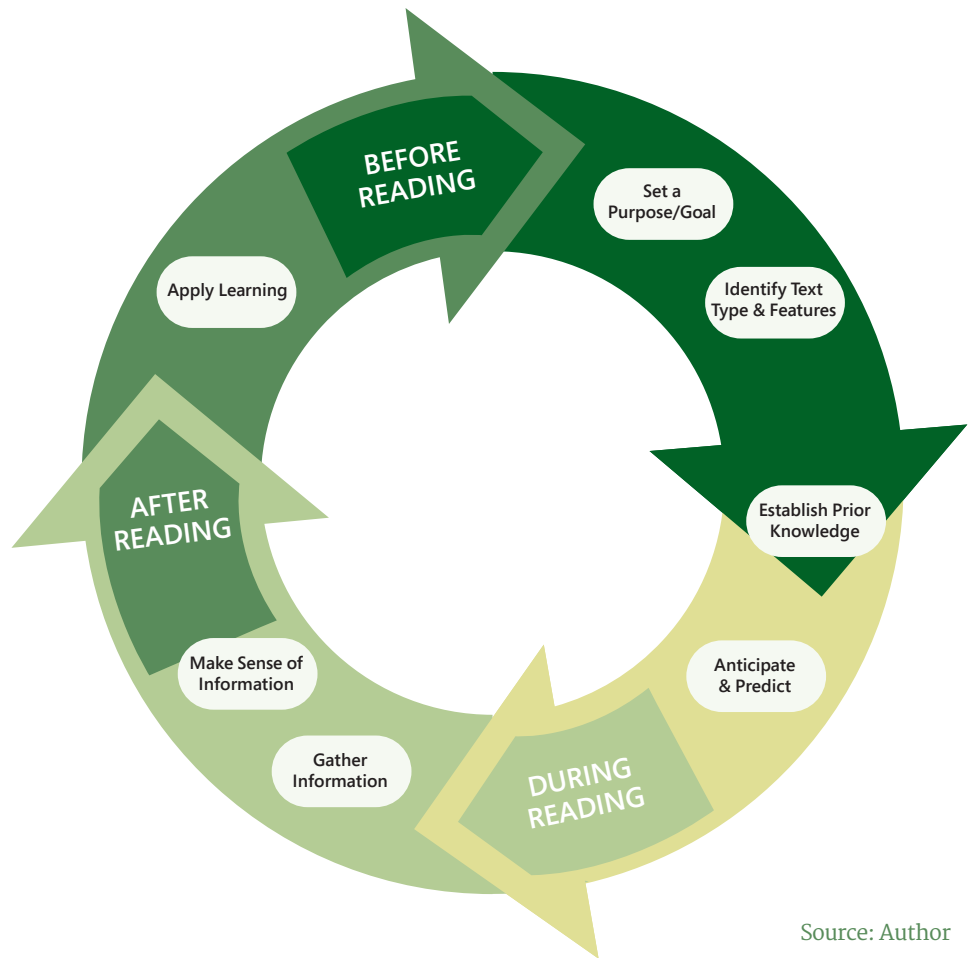 BEFORE
READING
Set a
Purpose/Goal
Identify Text
Type & Features
Establish Prior
Knowledge
Anticipate
& Predict
DURING
READING
Gather
Information
Make Sense of
Information
AFTER
READING
Apply Learning
Source: Author